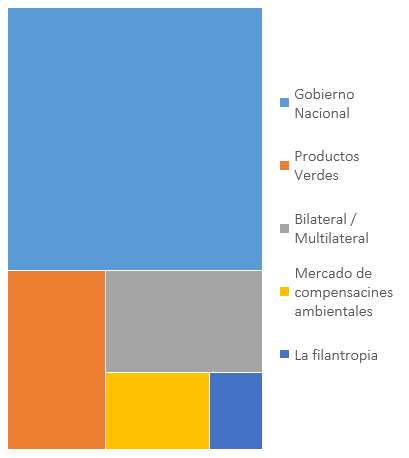 Gobierno
Nacional
Productos
Verdes
Bilateral /
Multilateral
Mercado de
compensacines
ambientales
La filantropia